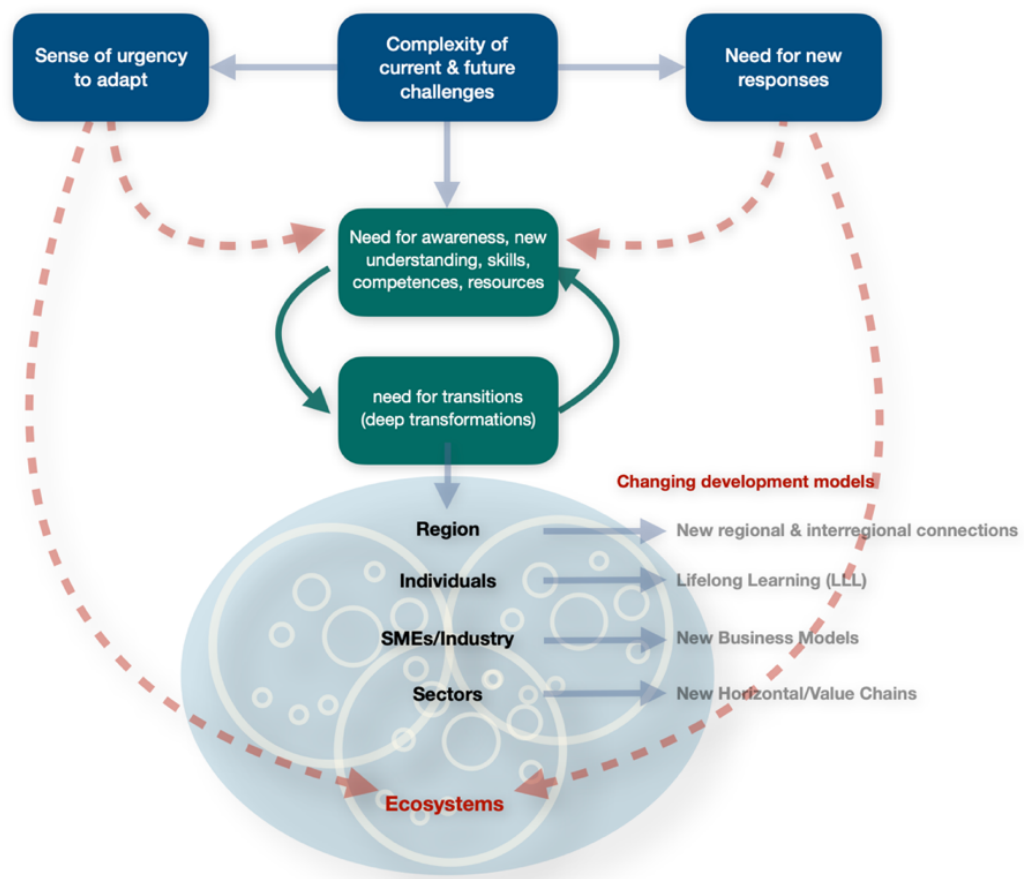 Sense of urgency
to adapt
Complexity of
current & future
challenges
Need for new
responses
Need for awareness, new
understanding, skills,
competences, resources
need for transitions
(deep transformations)
Changing development models
Region
New regional & interregional connections
Individuals
Lifelong Learning (LLL)
SMEs/Industry
New Business Models
Sectors
New Horizontal/Value Chains
Ecosystems